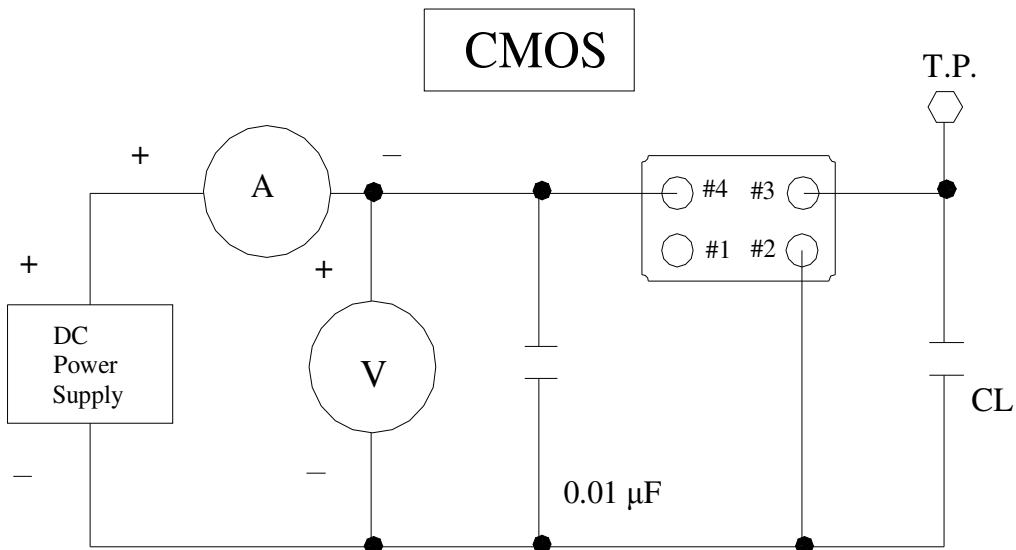 CMOS
T.P.
+
–
A
#4 #3
#1 #2
+
+
DC
Power
Supply
V
CL
–
–
0.01 μF